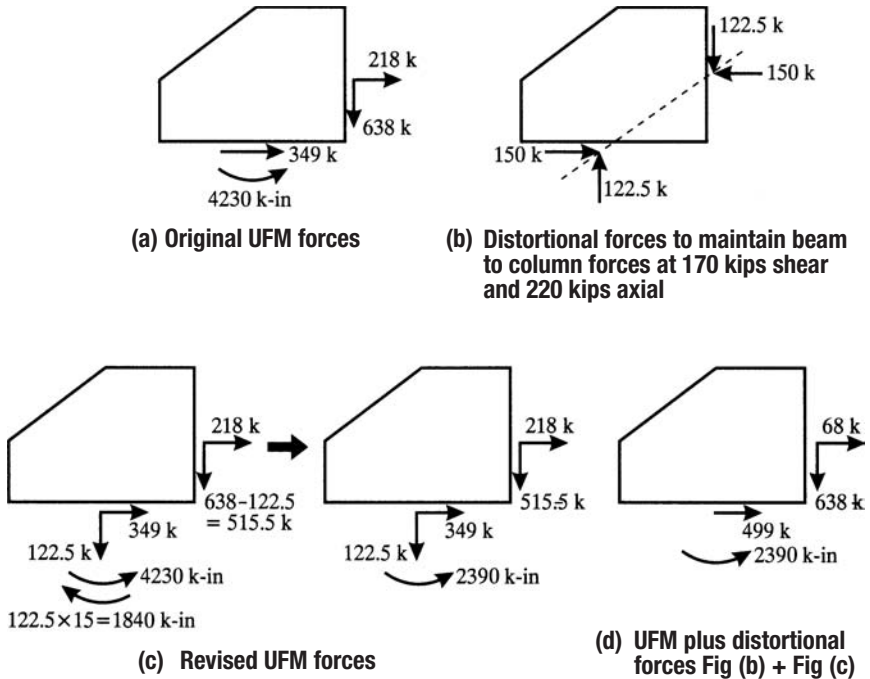 218 k
638 k
349 k
4230 k-in
(a) Original UFM forces
122.5 k
150 k
150 k
122.5 k
(b) Distortional forces to maintain beam
to column forces at 170 kips shear
and 220 kips axial
218 k
638-122.5
= 515.5 k
349 k
122.5 k
4230 k-in
122.5×15=1840 k-in
218 k
515.5 k
349 k
122.5 k
2390 k-in
(c) Revised UFM forces
68 k
638 k
499 k
2390 k-in
(d) UFM plus distortional
forces Fig (b) + Fig (c)